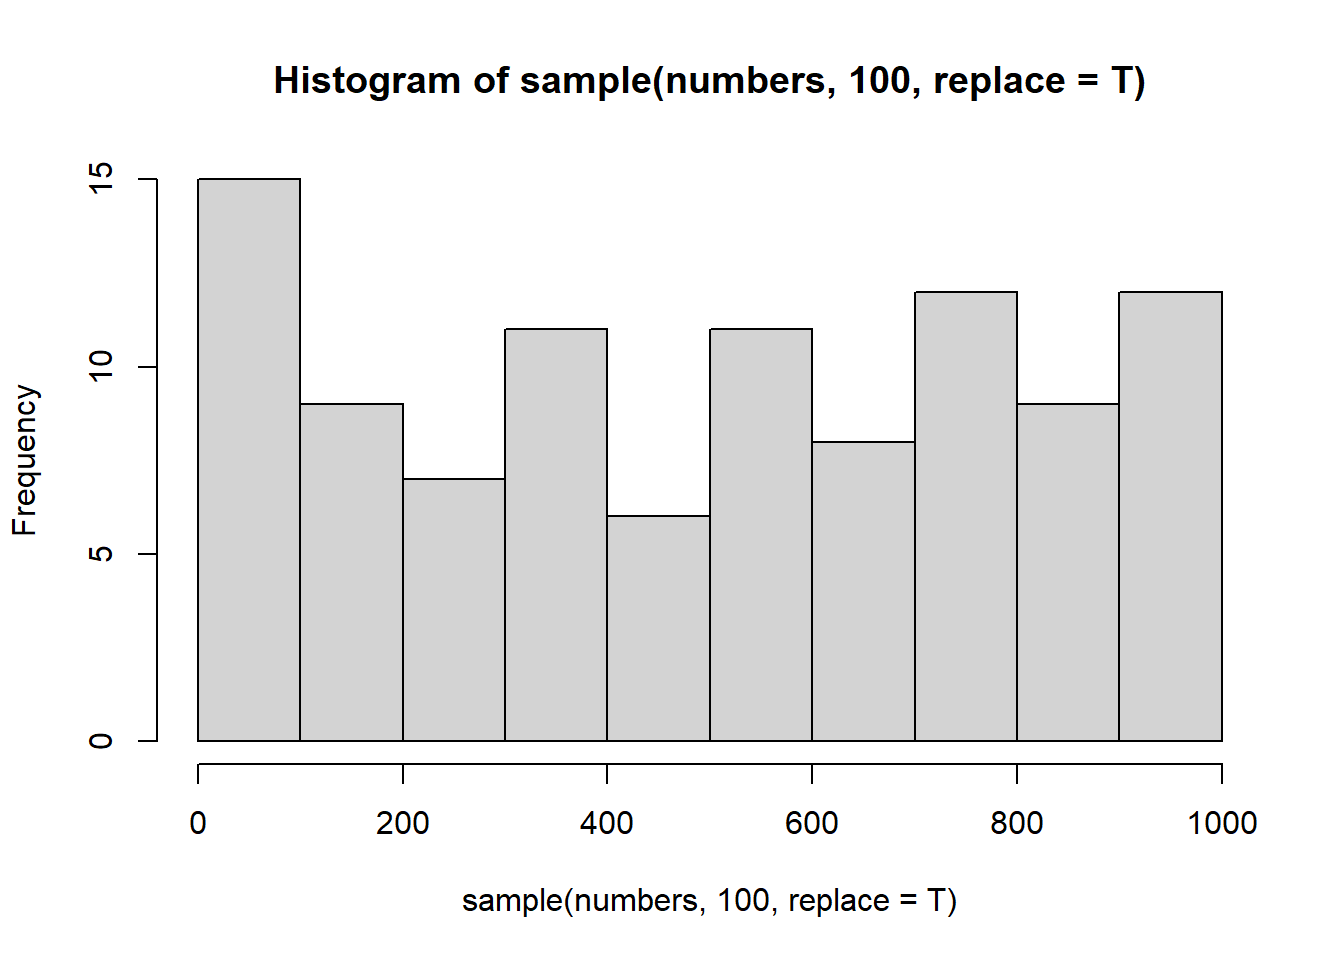 Histogram of sample(numbers, 100, replace = T)
Frequency
15
10
5
0
0 200 400 600 800 1000
sample(numbers, 100, replace = T)